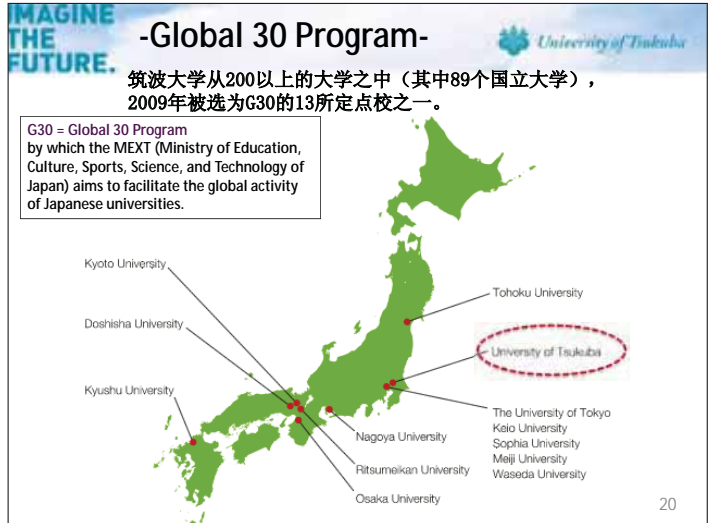 IMAGINE
THE
FUTURE.
-Global 30 Program-
University of Tsukuba
筑波大学从200以上的大学之中（其中89个国立大学），
2009年被选为G30的13所定点校之一。
G30 = Global 30 Program
by which the MEXT (Ministry of Education,
Culture, Sports, Science, and Technology of
Japan) aims to facilitate the global activity
of Japanese universities.
Kyoto University
Doshisha University
Kyushu University
Tohoku University
University of Tsukuba
The University of Tokyo
Keio University
Sophia University
Meiji University
Waseda University
Nagoya University
Ritsumeikan University
Osaka University
20